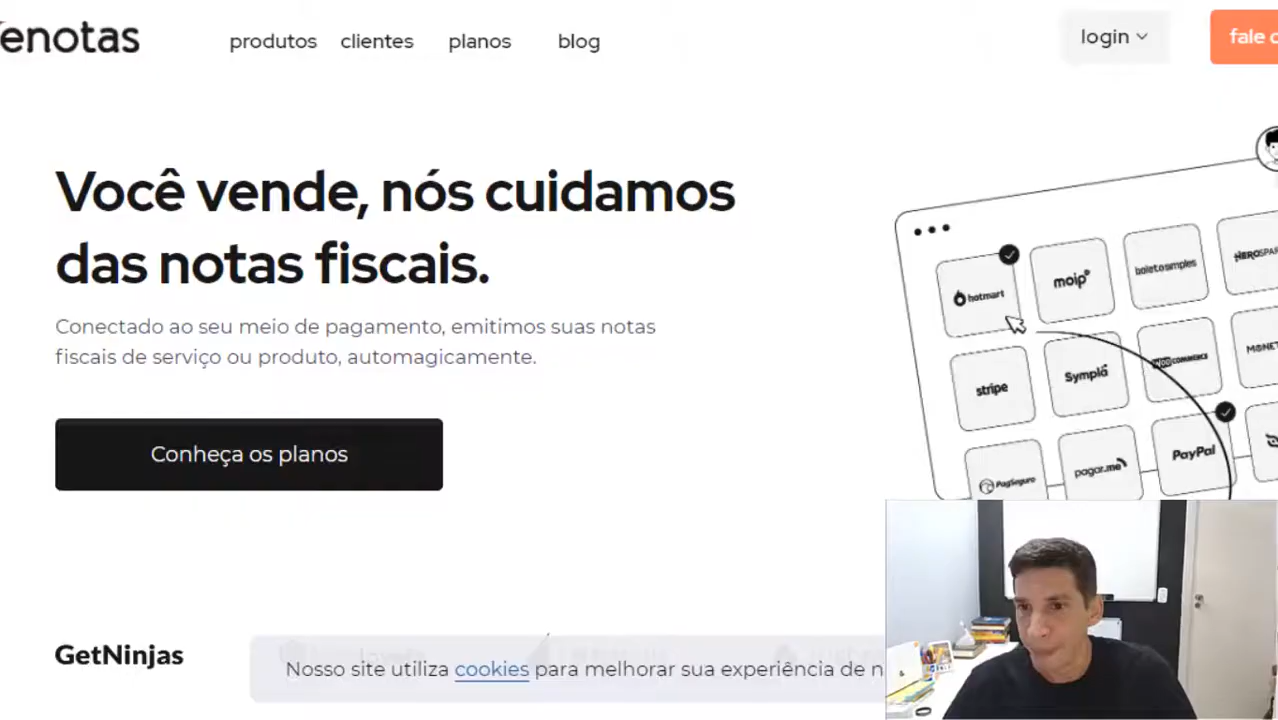 enotas
produtos clientes planos blog
login
fale
Você vende, nós cuidamos
das notas fiscais.
Conectado ao seu meio de pagamento, emitimos suas notas
fiscais de serviço ou produto, automagicamente.
Conheça os planos
hotmart
moip
boletosimples
stripe
Sympla
WOO COMMERCE
PagSeguro
pagar.me
PayPal
GetNinjas
Nosso site utiliza cookies para melhorar sua experiência de